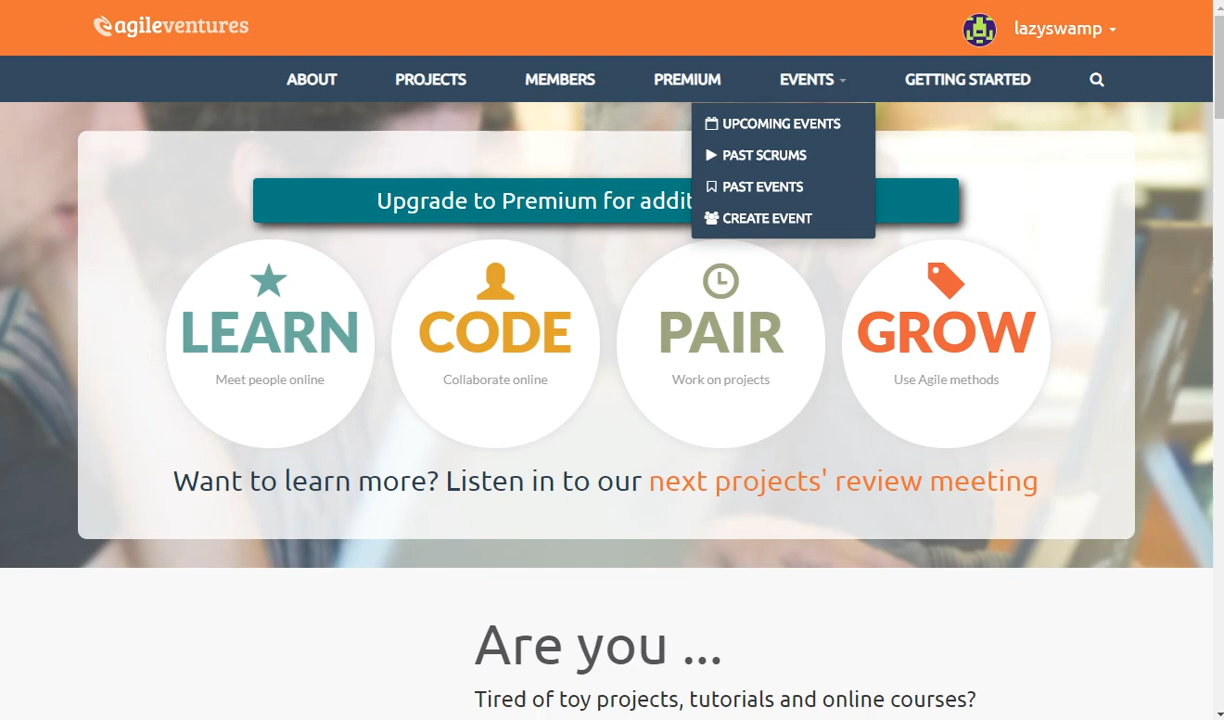 agileventures
lazyswamp
ABOUT PROJECTS MEMBERS PREMIUM EVENTS GETTING STARTED
UPCOMING EVENTS
PAST SCRUMS
PAST EVENTS
CREATE EVENT
Upgrade to Premium for
LEARN
Meet people online
CODE
Collaborate online
PAIR
Work on projects
GROW
Use Agile methods
Want to learn more? Listen in to our next projects' review meeting
Are you ...
Tired of toy projects, tutorials and online courses?